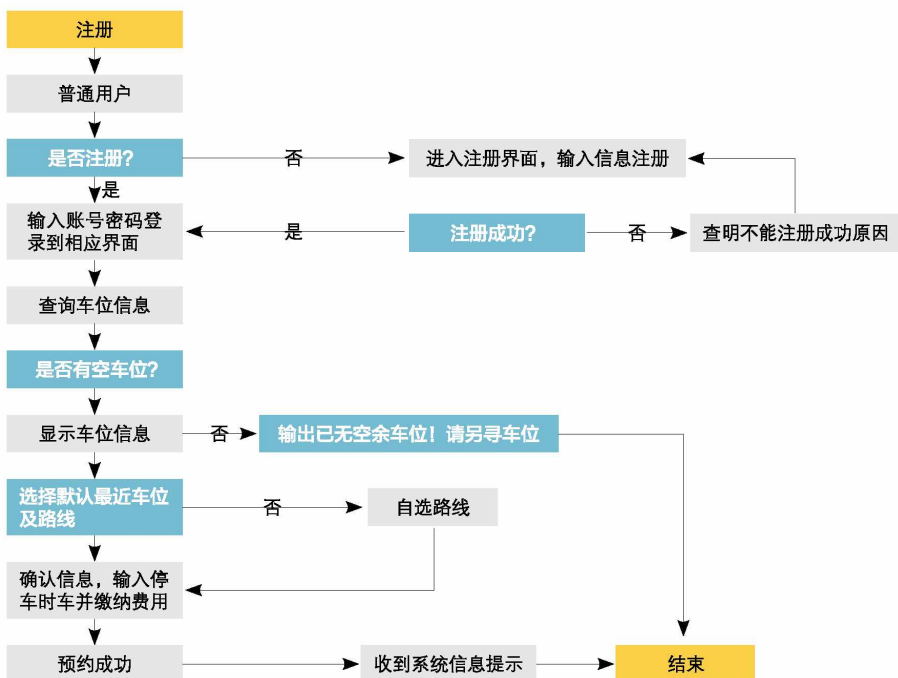 注册
普通用户
是否注册?
否
进入注册界面，输入信息注册
是
输入账号密码登
录到相应界面
是
注册成功?
否
查明不能注册成功原因
查询车位信息
是否有空车位?
显示车位信息
否
输出已无空余车位！请另寻车位
选择默认最近车位
及路线
否
自选路线
确认信息，输入停
车时车并缴纳费用
预约成功
收到系统信息提示
结束